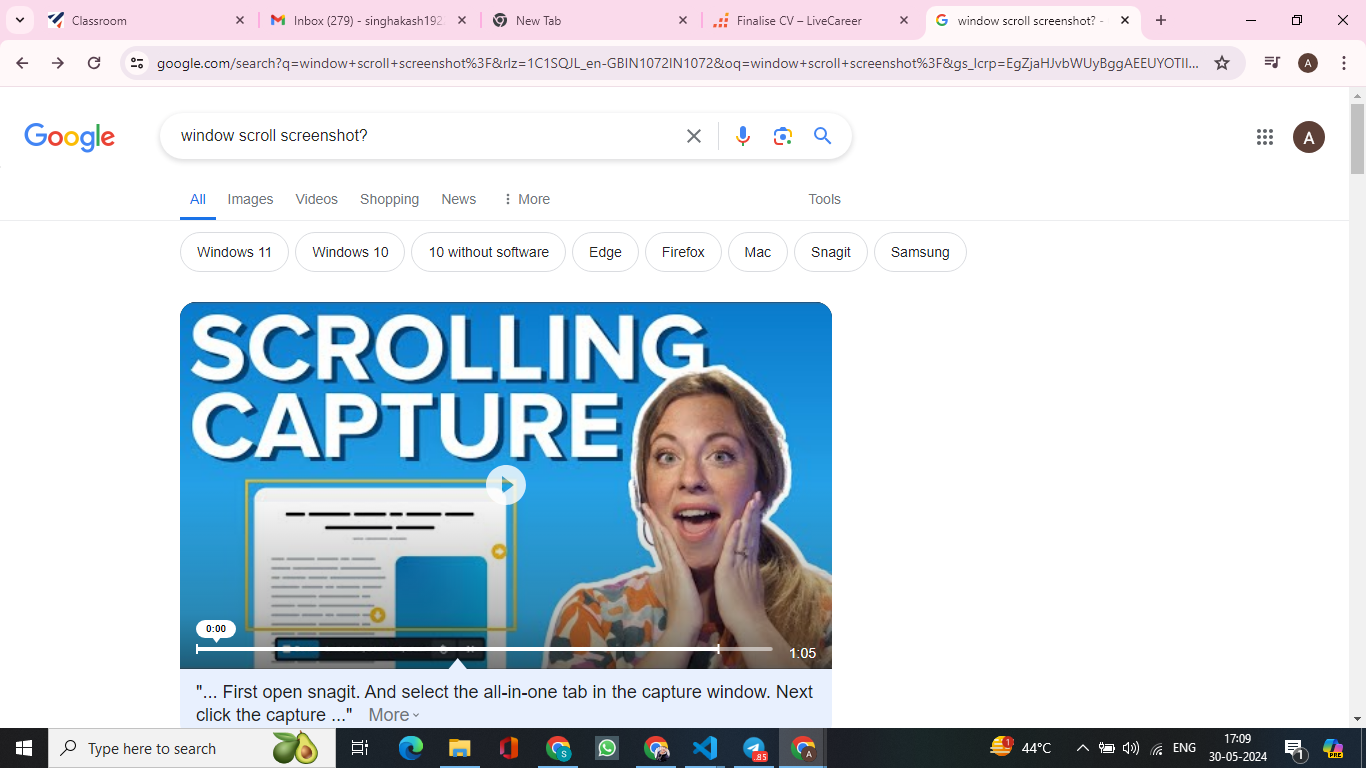 Classroom
Inbox (279) - singhakash192
New Tab
Finalise CV – LiveCareer
window scroll screenshot? -
google.com/search?q=window+scroll+screenshot%3F&rlz=1C1SQJL_en-GBIN1072IN1072&oq=window+scroll+screenshot%3F&gs_lcrp=EgZjaHJvbWUyBggAEEUYOTII...
A
Google
window scroll screenshot?
A
All Images Videos Shopping News More Tools
Windows 11 Windows 10 10 without software Edge Firefox Mac Snagit Samsung
SCROLLING
CAPTURE
0:00
1:05
"... First open snagit. And select the all-in-one tab in the capture window. Next
click the capture ..." More
Type here to search
S
85
A
1
44°C
ENG
17:09
30-05-2024
1
PRE